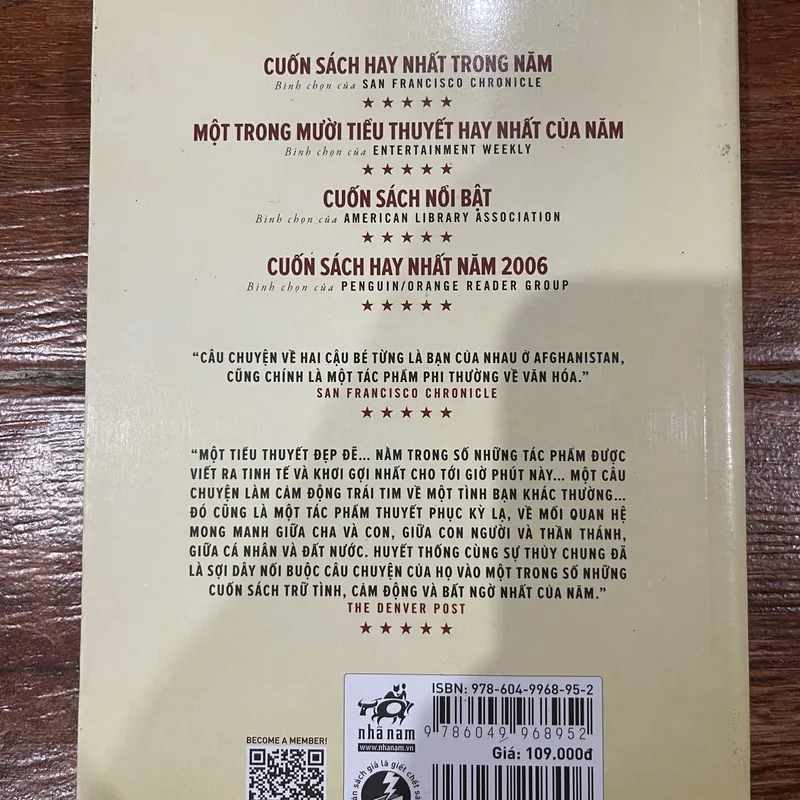 CUỐN SÁCH HAY NHẤT TRONG NĂM
Bình chọn của SAN FRANCISCO CHRONICLE
MỘT TRONG MƯỜI TIỂU THUYẾT HAY NHẤT CỦA NĂM
Bình chọn của ENTERTAINMENT WEEKLY
CUỐN SÁCH NỔI BẬT
Bình chọn của AMERICAN LIBRARY ASSOCIATION
CUỐN SÁCH HAY NHẤT NĂM 2006
Bình chọn của PENGUIN/ORANGE READER GROUP
“CÂU CHUYỆN VỀ HAI CẬU BÉ TỪNG LÀ BẠN CỦA NHAU Ở AFGHANISTAN,
CŨNG CHÍNH LÀ MỘT TÁC PHẨM PHI THƯỜNG VỀ VĂN HÓA.”
SAN FRANCISCO CHRONICLE
“MỘT TIỂU THUYẾT ĐẸP ĐẼ... NẰM TRONG SỐ NHỮNG TÁC PHẨM ĐƯỢC
VIẾT RA TINH TẾ VÀ KHƠI GỢI NHẤT CHO TỚI GIỜ PHÚT NÀY... MỘT CÂU
CHUYỆN LÀM CẢM ĐỘNG TRÁI TIM VỀ MỘT TÌNH BẠN KHÁC THƯỜNG...
ĐÓ CŨNG LÀ MỘT TÁC PHẨM THUYẾT PHỤC KỲ LẠ, VỀ MỐI QUAN HỆ
MONG MANH GIỮA CHA VÀ CON, GIỮA CON NGƯỜI VÀ THẦN THÁNH,
GIỮA CÁ NHÂN VÀ ĐẤT NƯỚC. HUYẾT THỐNG CÙNG SỰ THỦY CHUNG ĐÃ
LÀ SỢI DÂY NỐI BUỘC CÂU CHUYỆN CỦA HỌ VÀO MỘT TRONG SỐ NHỮNG
CUỐN SÁCH TRỮ TÌNH, CẢM ĐỘNG VÀ BẤT NGỜ NHẤT CỦA NĂM.”
THE DENVER POST
BECOME A MEMBER!
nhã nam
www.nhanam.vn
ISBN: 978-604-9968-95-2
9 786049 968952
Giá: 109.000đ
sách giả là giết chết